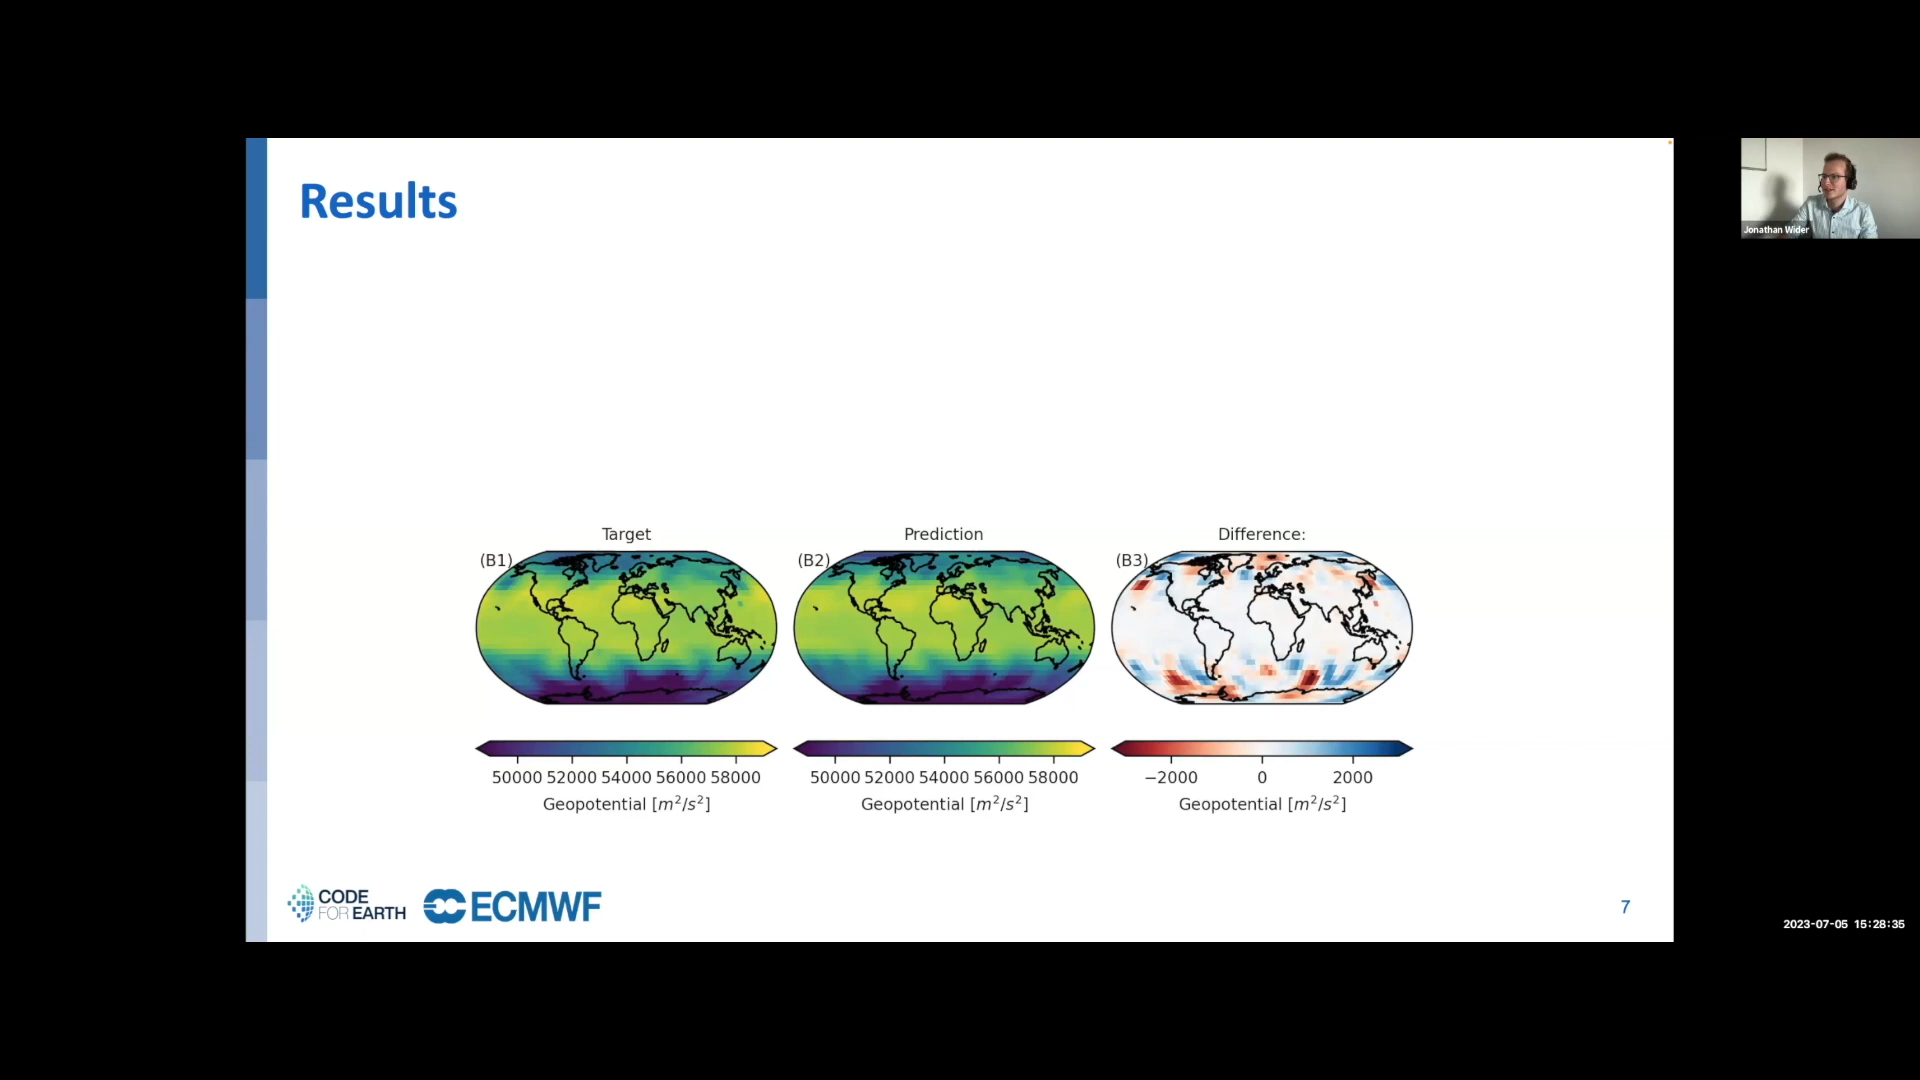 Results
Jonathan Wider
Target
Prediction
Difference:
(B1)
(B2)
(B3)
50000 52000 54000 56000 58000
50000 52000 54000 56000 58000
−2000 0 2000
Geopotential [m²/s²]
Geopotential [m²/s²]
Geopotential [m²/s²]
CODE
FOR EARTH
ECMWF
7
2023-07-05 15:28:35